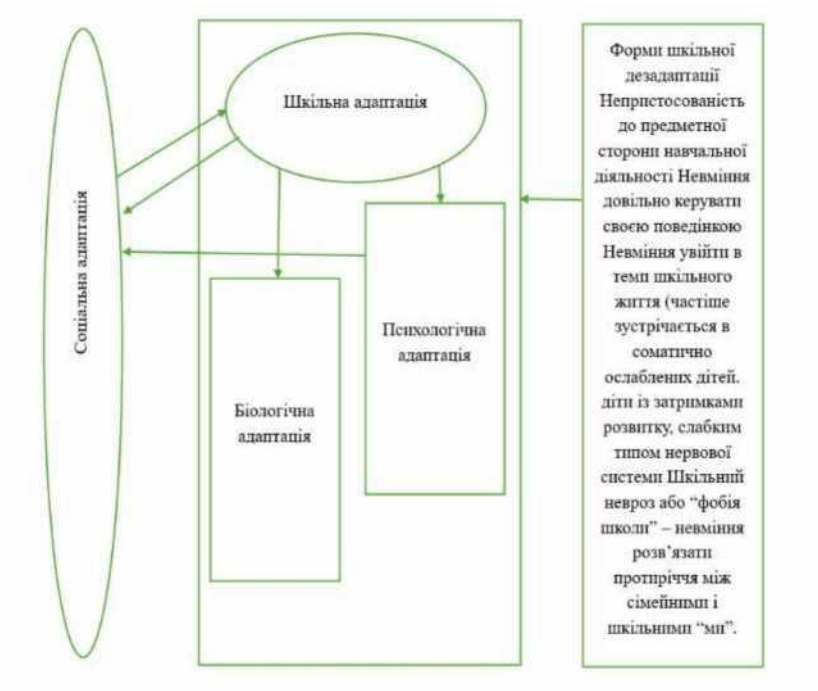 Соціальна адаптація
Шкільна адаптація
Біологічна
адаптація
Психологічна
адаптація
Форми шкільної
дезадаптації
Непристосованість
до предметної
сторони навчальної
діяльності Невміння
довільно керувати
своєю поведінкою
Невміння увійти в
темп шкільного
життя (частіше
зустрічається в
соматично
ослаблених дітей.
діти із затримками
розвитку, слабким
типом нервової
системи Шкільний
невроз або “фобія
школи” – невміння
розв’язати
протиріччя між
сімейними і
шкільними “ми”.